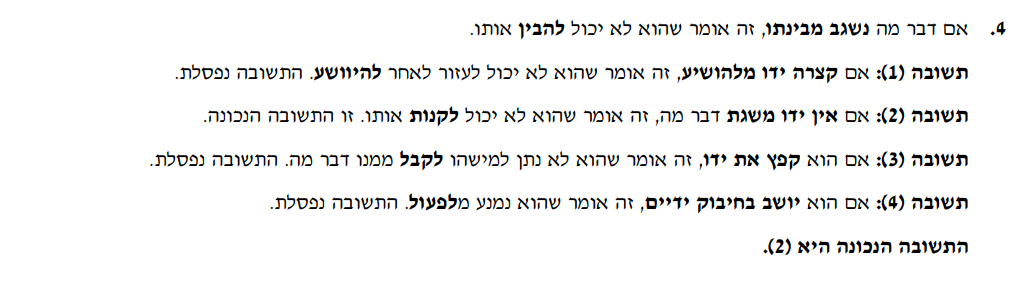 4. אם דבר מה נשגב מבינתו, זה אומר שהוא לא יכול להבין אותו.
תשובה (1): אם קצרה ידו מלהושיע, זה אומר שהוא לא יכול לעזור לאחר להיוושע. התשובה נפסלת.
תשובה (2): אם אין ידו משגת דבר מה, זה אומר שהוא לא יכול לקנות אותו. זו התשובה הנכונה.
תשובה (3): אם הוא קפץ את ידו, זה אומר שהוא לא נתן למישהו לקבל ממנו דבר מה. התשובה נפסלת.
תשובה (4): אם הוא יושב בחיבוק ידיים, זה אומר שהוא נמנע מלפעול. התשובה נפסלת.
התשובה הנכונה היא (2).